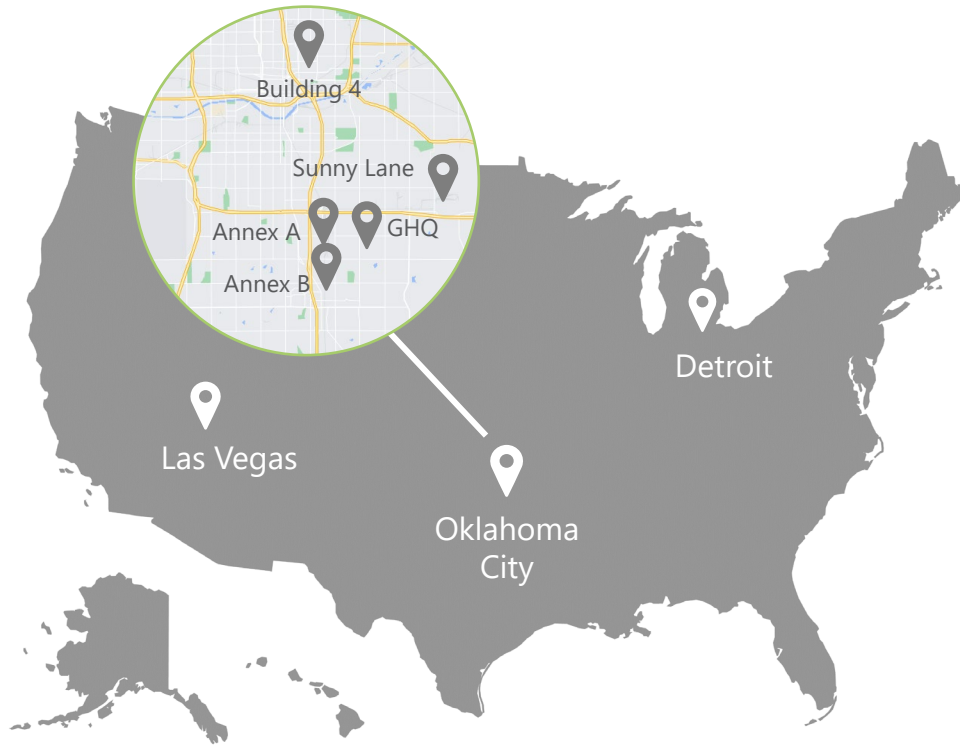 Building 4
Sunny Lane
Annex A
GHQ
Annex B
Detroit
Las Vegas
Oklahoma
City